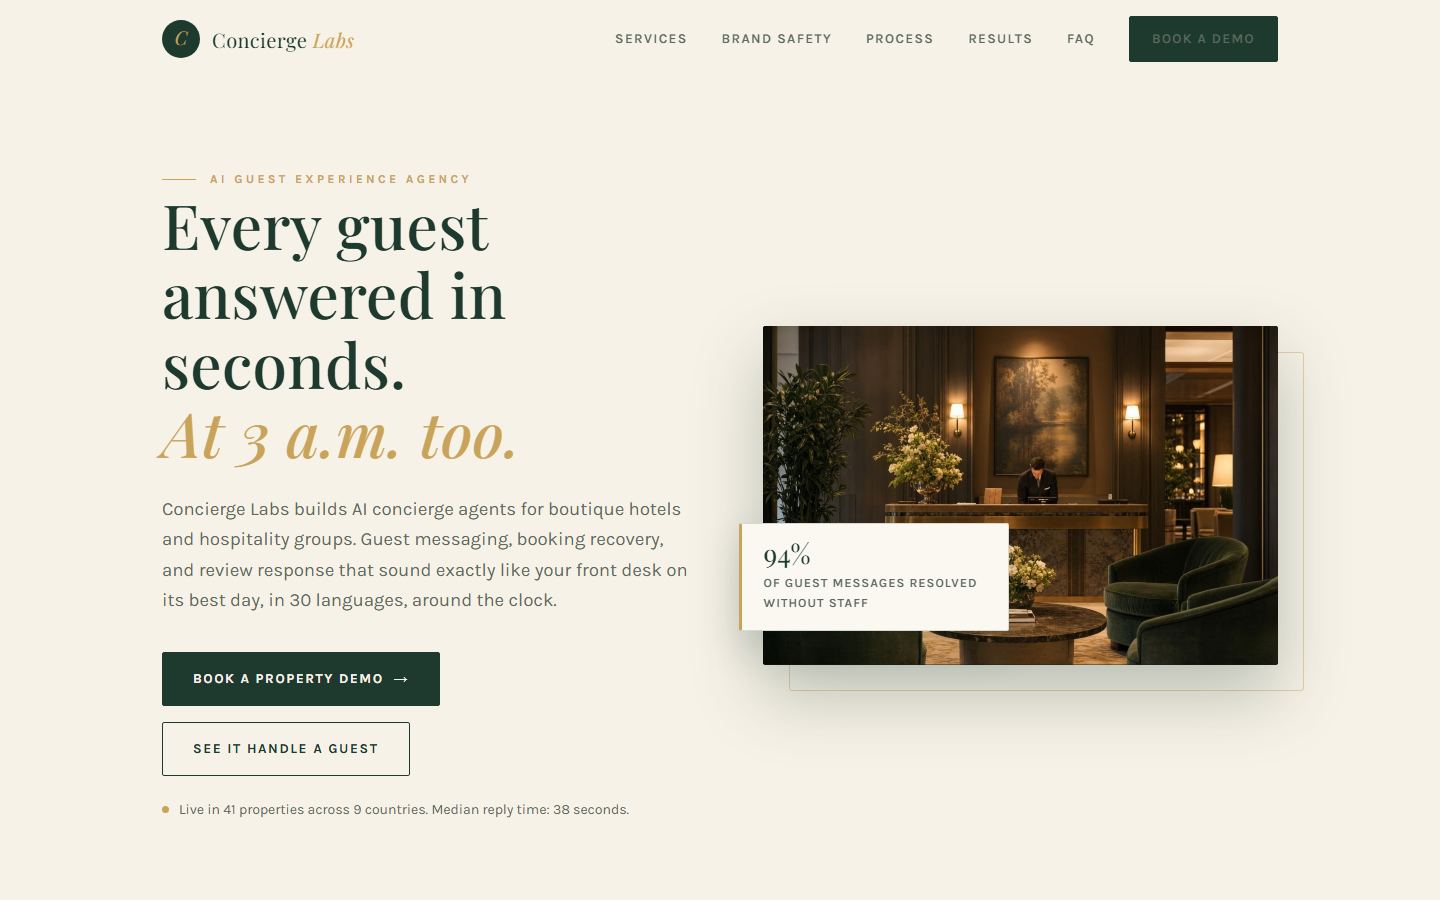 C Concierge Labs
SERVICES BRAND SAFETY PROCESS RESULTS FAQ BOOK A DEMO
AI GUEST EXPERIENCE AGENCY
Every guest
answered in
seconds.
At 3 a.m. too.
Concierge Labs builds AI concierge agents for boutique hotels
and hospitality groups. Guest messaging, booking recovery,
and review response that sound exactly like your front desk on
its best day, in 30 languages, around the clock.
BOOK A PROPERTY DEMO →
SEE IT HANDLE A GUEST
Live in 41 properties across 9 countries. Median reply time: 38 seconds.
94%
OF GUEST MESSAGES RESOLVED
WITHOUT STAFF